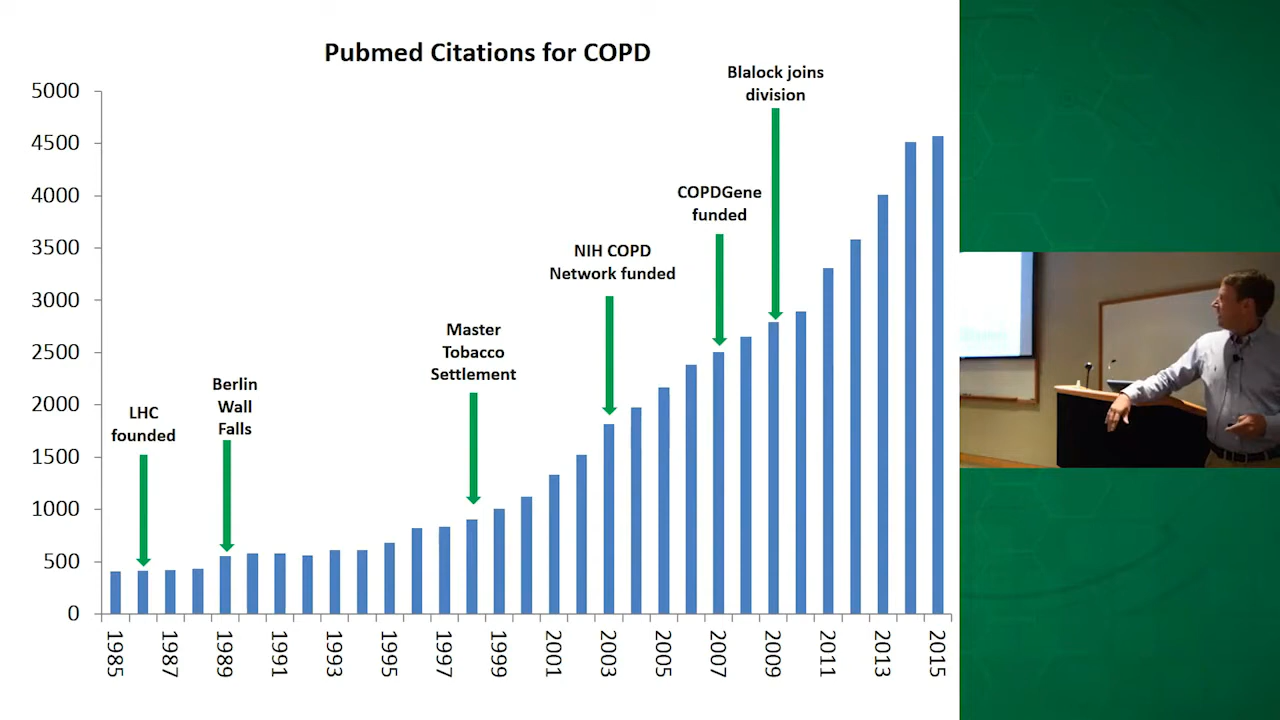 Pubmed Citations for COPD
Blalock joins
division
COPDGene
funded
NIH COPD
Network funded
Master
Tobacco
Settlement
Berlin
Wall
Falls
LHC
founded
5000
4500
4000
3500
3000
2500
2000
1500
1000
500
0
1985
1987
1989
1991
1993
1995
1997
1999
2001
2003
2005
2007
2009
2011
2013
2015